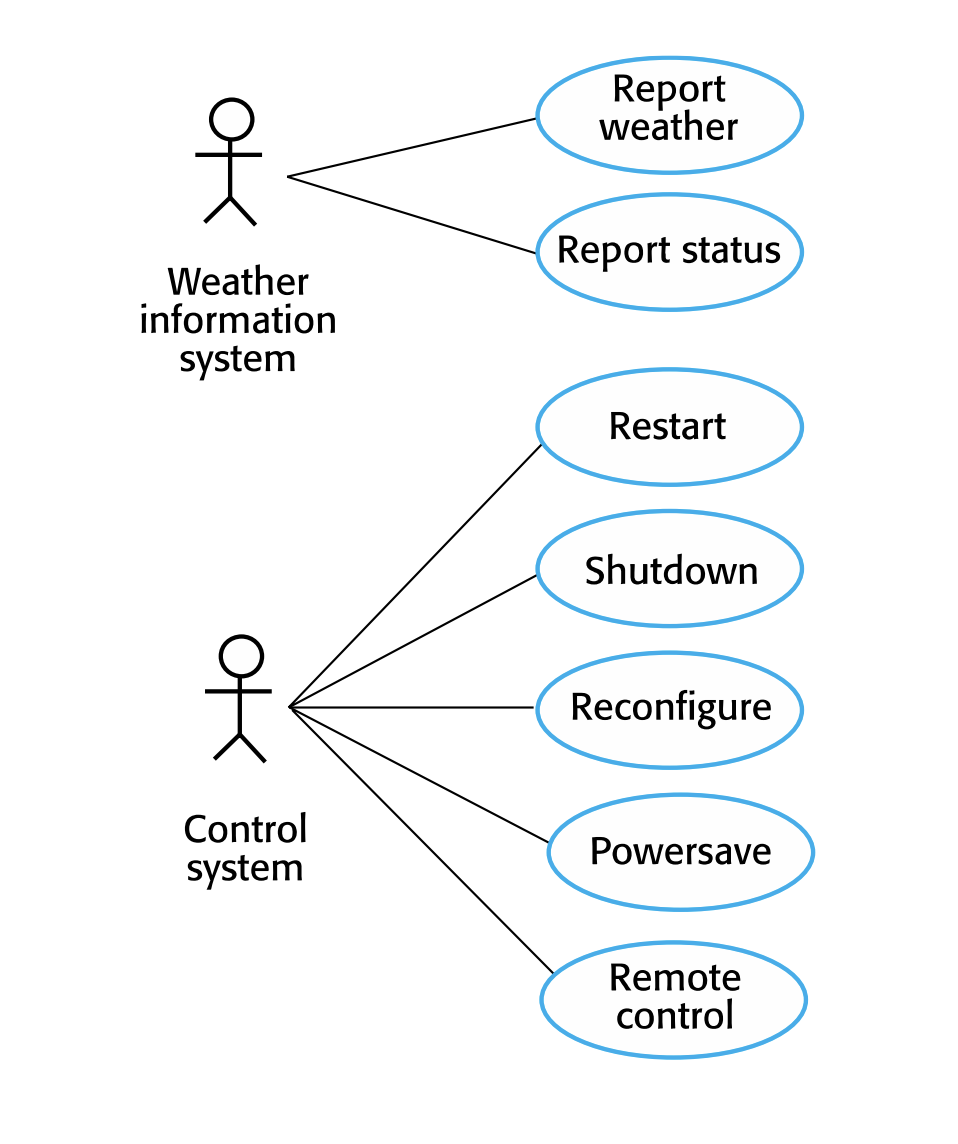 Report
weather
Report status
Weather
information
system
Restart
Shutdown
Reconfigure
Powersave
Control
system
Remote
control